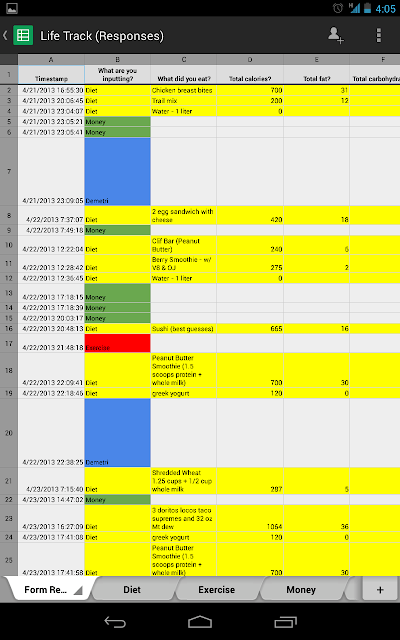 4:05
Life Track (Responses)
A B C D E F
1 Timestamp What are you inputting? What did you eat? Total calories? Total fat? Total carbohydra
2 4/21/2013 16:55:30 Diet Chicken breast bites 700 31
3 4/21/2013 20:06:45 Diet Trail mix 200 12
4 4/21/2013 23:04:07 Diet Water - 1 liter 0
5 4/21/2013 23:05:21 Money
6 4/21/2013 23:05:41 Money
7 4/21/2013 23:09:05 Demetri
8 4/22/2013 7:37:07 Diet 2 egg sandwich with cheese 420 18
9 4/22/2013 7:49:18 Money
10 4/22/2013 12:22:04 Diet Clif Bar (Peanut Butter) 240 5
11 4/22/2013 12:28:42 Diet Berry Smoothie - w/ V8 & OJ 275 2
12 4/22/2013 12:36:45 Diet Water - 1 liter 0
13 4/22/2013 17:18:15 Money
14 4/22/2013 17:18:39 Money
15 4/22/2013 20:03:17 Money
16 4/22/2013 20:48:13 Diet Sushi (best guesses) 665 16
17 4/22/2013 21:48:18 Exercise
18 4/22/2013 22:09:41 Diet Peanut Butter Smoothie (1.5 scoops protein + whole milk) 700 30
19 4/22/2013 22:18:46 Diet greek yogurt 120 0
20 4/22/2013 22:38:25 Demetri
21 4/23/2013 7:15:40 Diet Shredded Wheat 1.25 cups + 1/2 cup whole milk 287 5
22 4/23/2013 14:47:02 Money
23 4/23/2013 16:27:09 Diet 3 doritos locos taco supremes and 32 oz Mt dew 1064 36
24 4/23/2013 17:41:08 Diet greek yogurt 120 0
25 4/23/2013 17:41:58 Diet Peanut Butter Smoothie (1.5 scoops protein + whole milk) 700 30
Form Re... Diet Exercise Money +